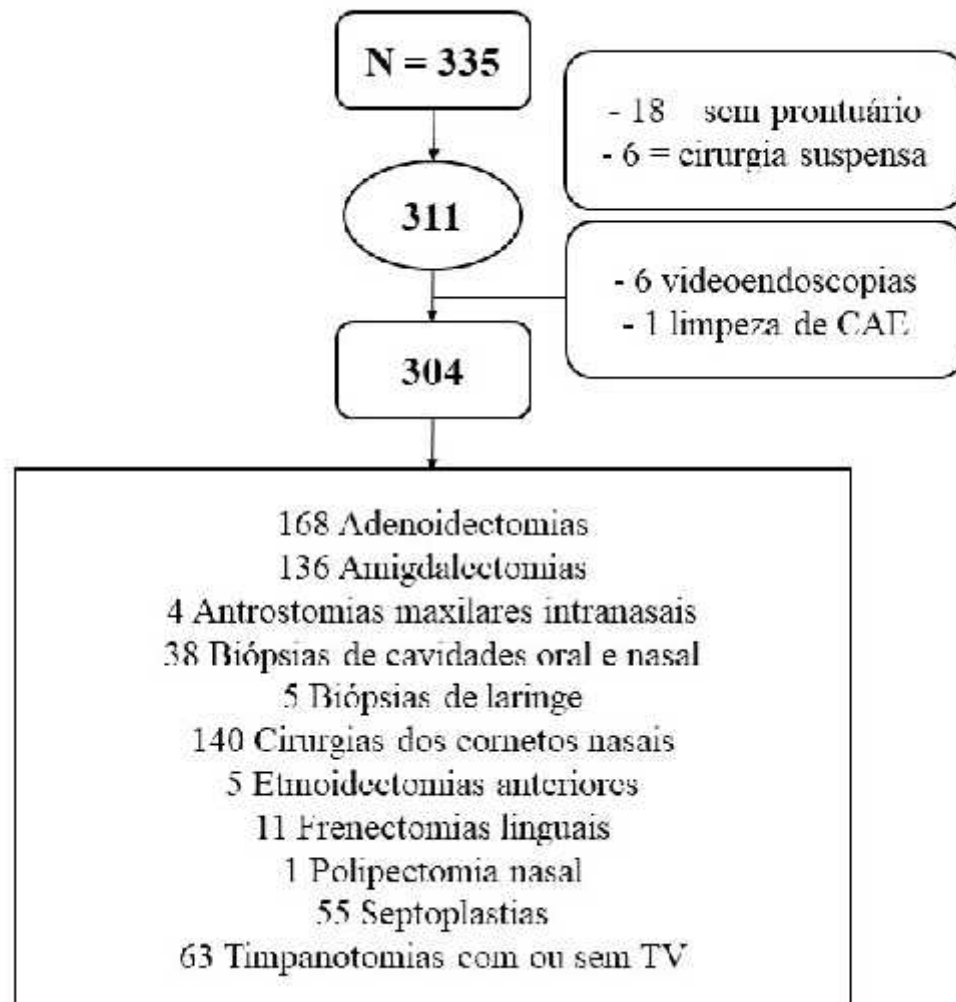 N = 335
- 18 sem prontuário
- 6 = cirurgia suspensa
311
- 6 videoendoscopias
- 1 limpeza de CAE
304
168 Adenoidectomias
136 Amigdalectomias
4 Antrostomias maxilares intranasais
38 Biópsias de cavidades oral e nasal
5 Biópsias de laringe
140 Cirurgias dos cornetos nasais
5 Etmoidectomias anteriores
11 Frenectomias linguais
1 Polipectomia nasal
55 Septoplastias
63 Timpanotomias com ou sem TV